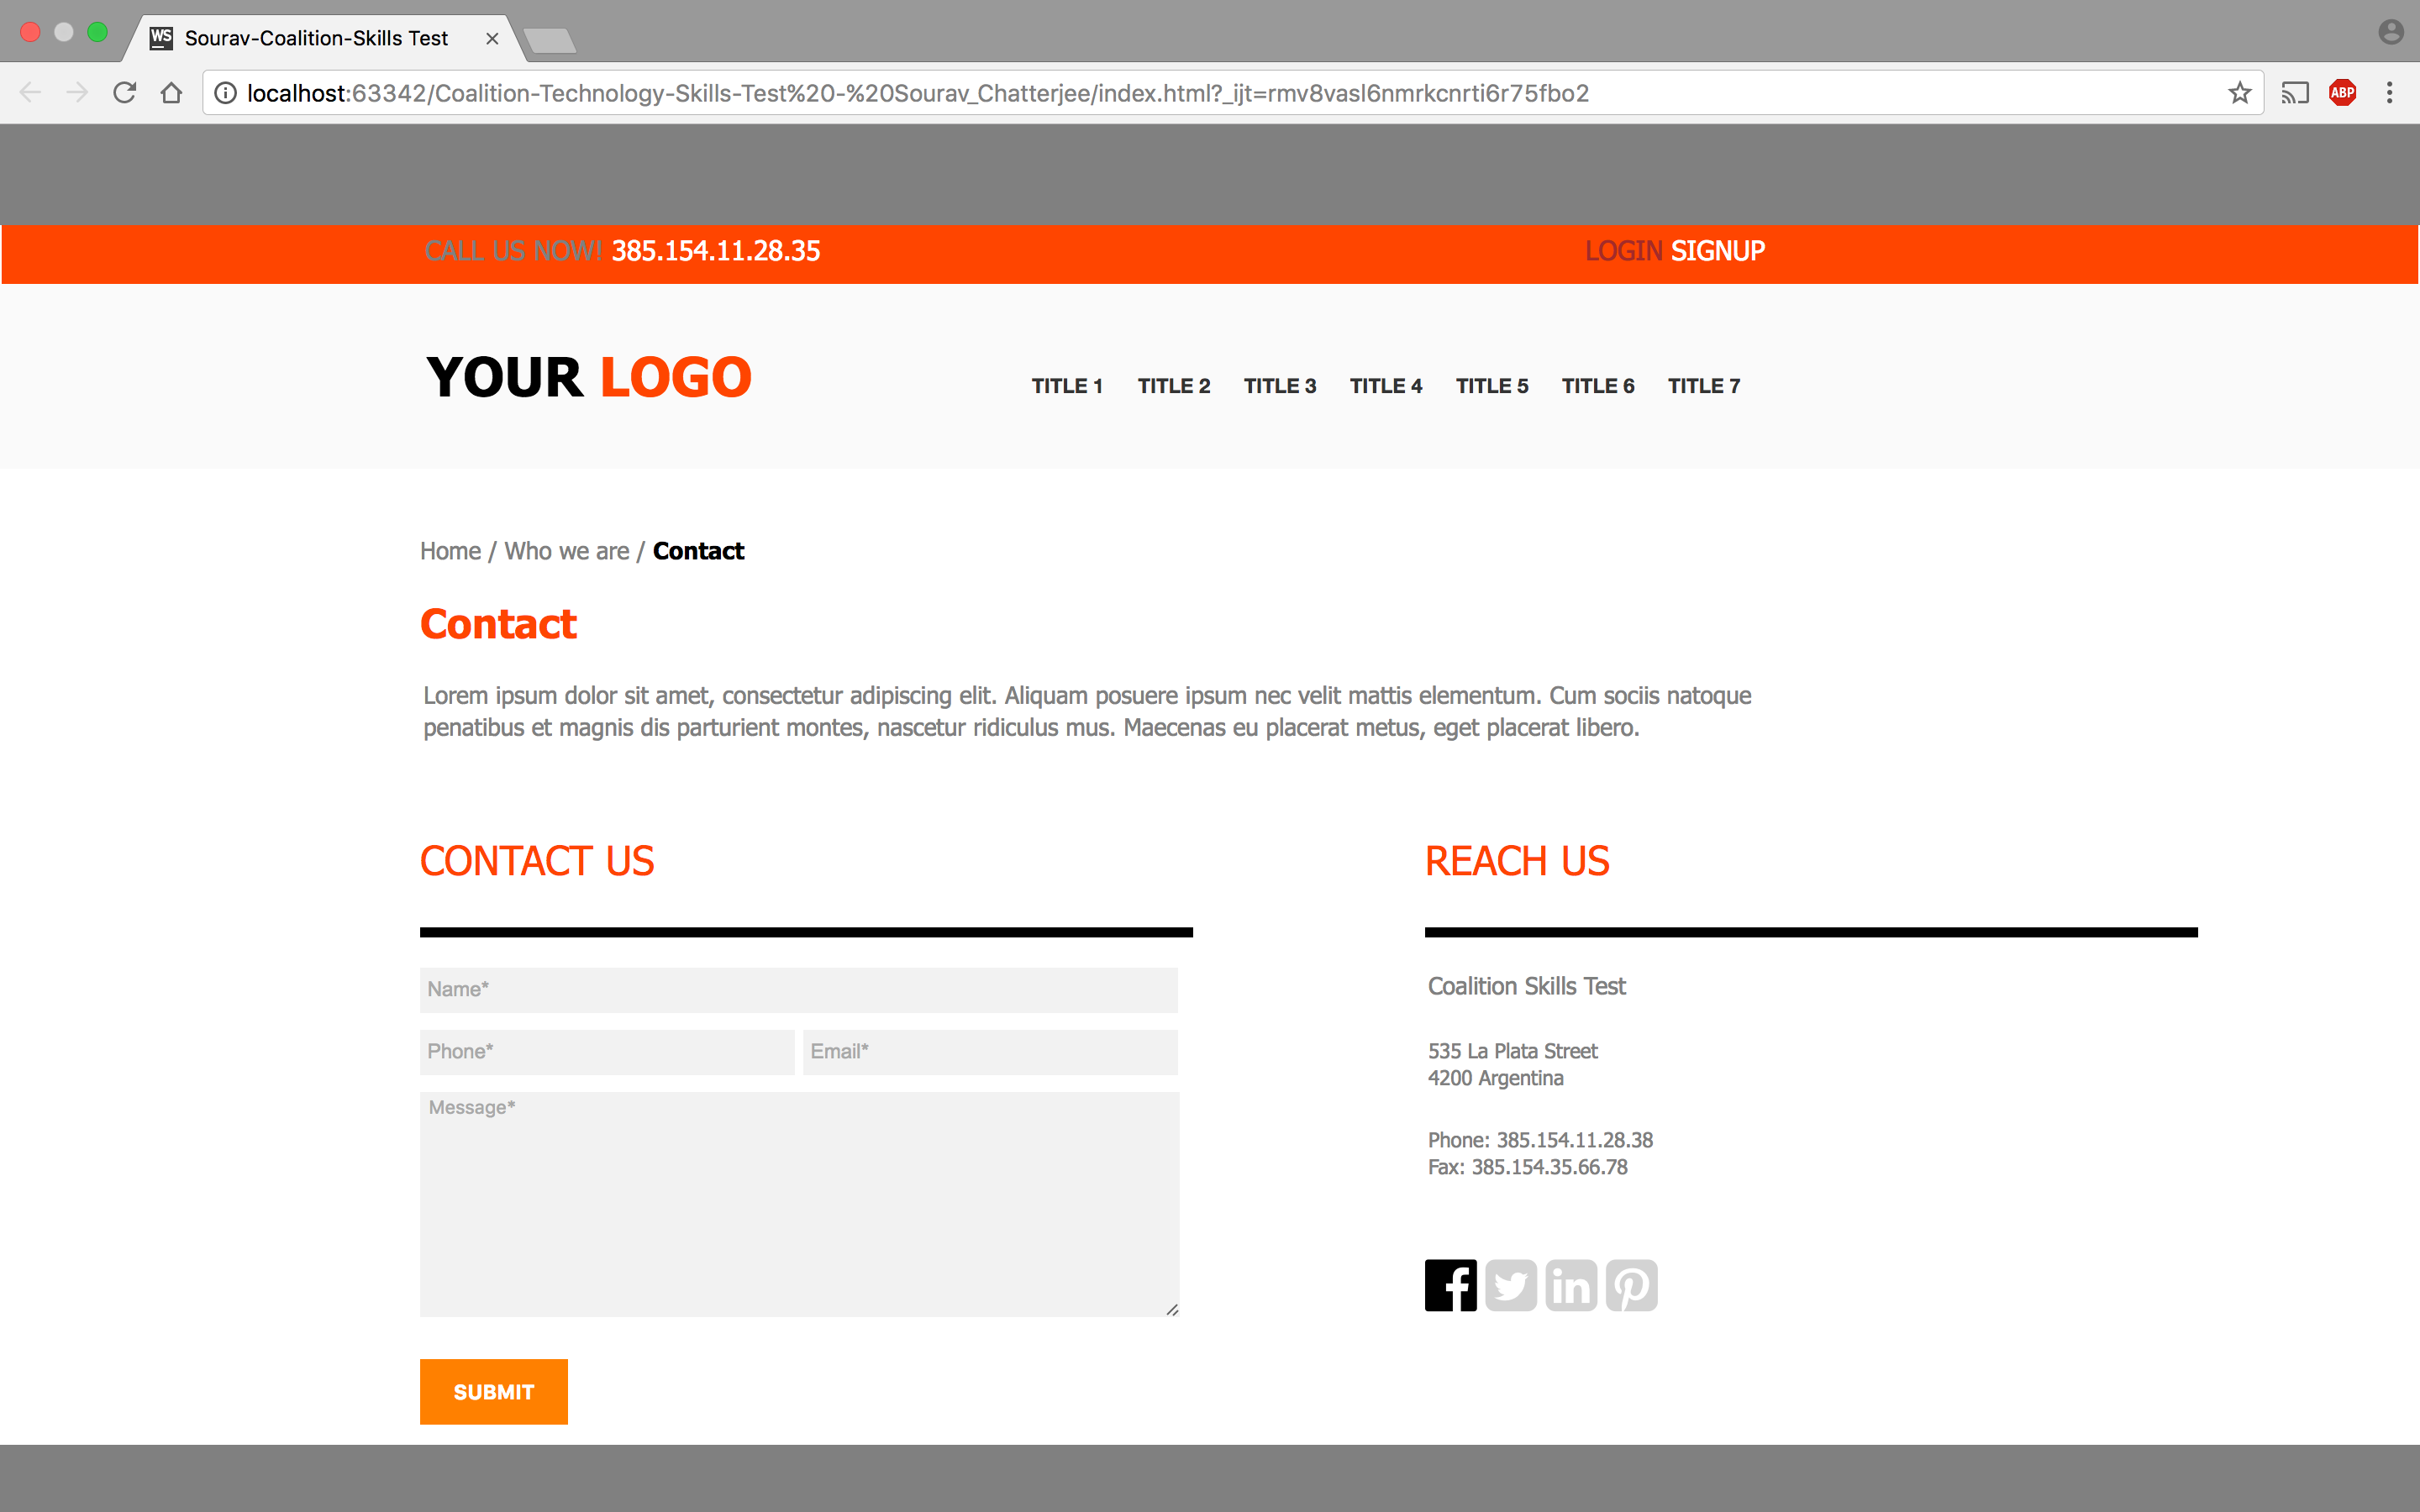 WS Sourav-Coalition-Skills Test
localhost:63342/Coalition-Technology-Skills-Test%20-%20Sourav_Chatterjee/index.html?_ijt=rmv8vasl6nmrkcnrti6r75fbo2
ABP
CALL US NOW! 385.154.11.28.35
LOGIN SIGNUP
YOUR LOGO
TITLE 1 TITLE 2 TITLE 3 TITLE 4 TITLE 5 TITLE 6 TITLE 7
Home / Who we are / Contact
Contact
Lorem ipsum dolor sit amet, consectetur adipiscing elit. Aliquam posuere ipsum nec velit mattis elementum. Cum sociis natoque
penatibus et magnis dis parturient montes, nascetur ridiculus mus. Maecenas eu placerat metus, eget placerat libero.
CONTACT US
Name*
Phone* Email*
Message*
SUBMIT
REACH US
Coalition Skills Test
535 La Plata Street
4200 Argentina
Phone: 385.154.11.28.38
Fax: 385.154.35.66.78